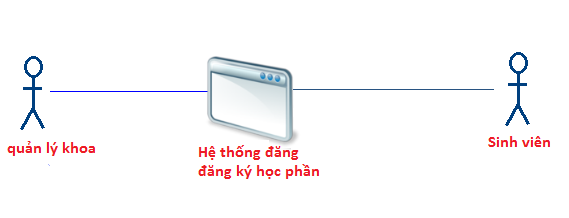 quản lý khoa
Hệ thống đăng
đăng ký học phần
Sinh viên